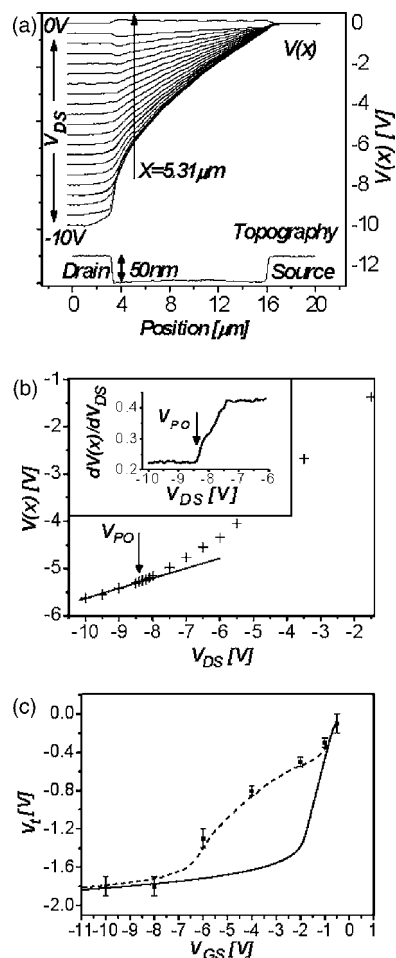 (a)
0V
V_DS
-10V
X=5.31μm
V(x)
0
-2
-4
-6
-8
-10
-12
V(x) [V]
Topography
Drain
50nm
Source
0 4 8 12 16 20
Position [μm]
(b)
-1
-2
-3
-4
-5
-6
V(x) [V]
0.4
0.3
0.2
dV(x)/dV_DS
V_PO
-10 -9 -8 -7 -6
V_DS [V]
V_PO
-10 -9 -8 -7 -6 -5 -4 -3 -2
V_DS [V]
(c)
0.0
-0.4
-0.8
-1.2
-1.6
-2.0
V_t [V]
-11 -10 -9 -8 -7 -6 -5 -4 -3 -2 -1 0 1
V_GS [V]